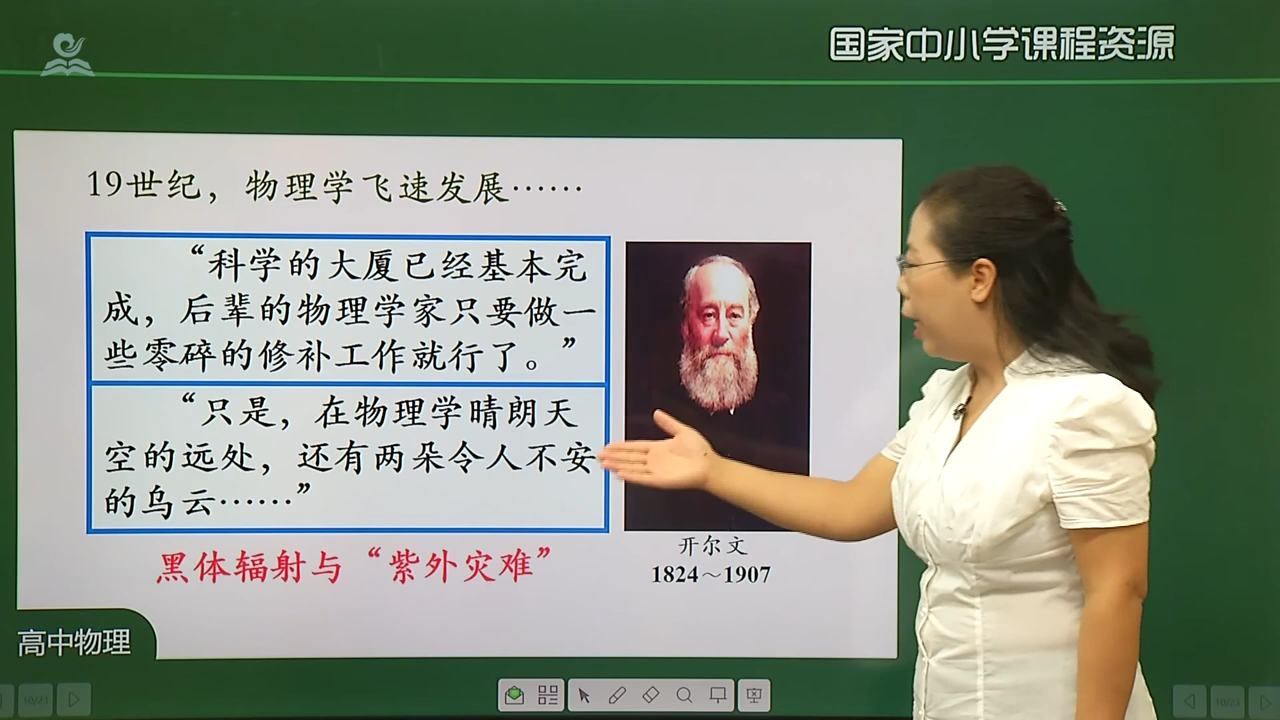 国家中小学课程资源
19世纪，物理学飞速发展……
“科学的大厦已经基本完
成，后辈的物理学家只要做一
些零碎的修补工作就行了。”
“只是，在物理学晴朗天
空的远处，还有两朵令人不安
的乌云……”
开尔文
1824～1907
黑体辐射与“紫外灾难”
高中物理
10/23
10/23